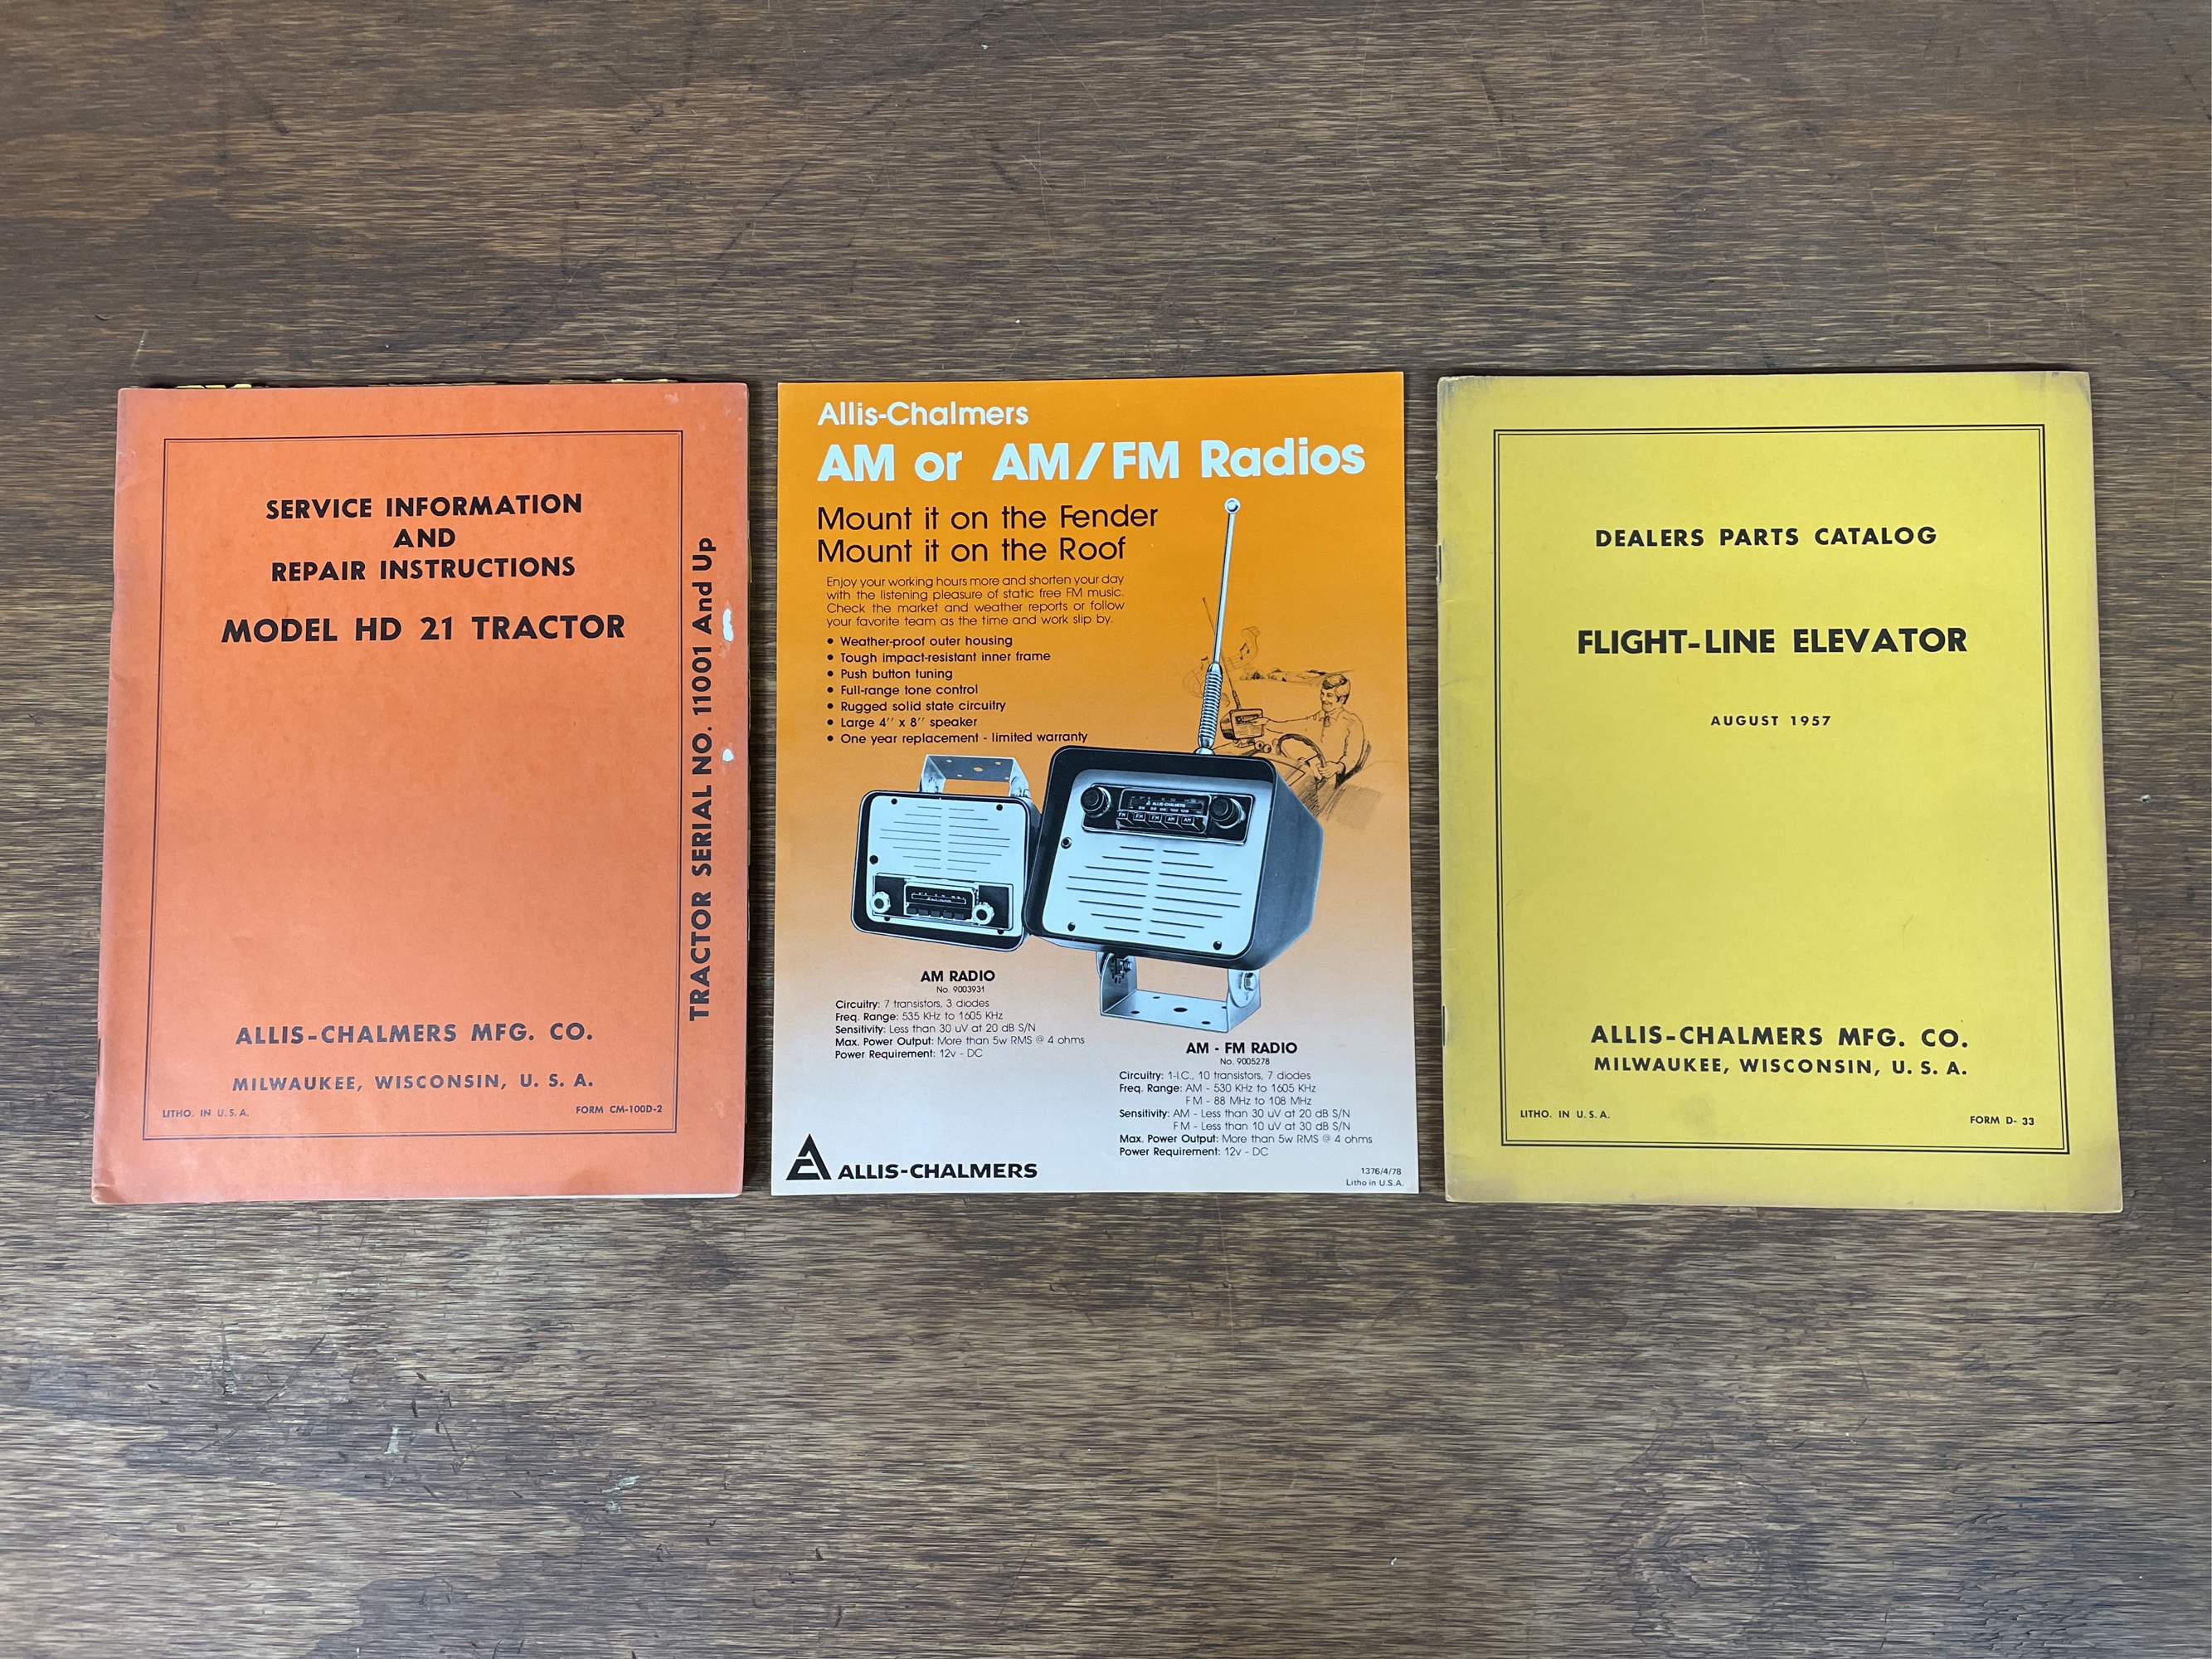 SERVICE INFORMATION
AND
REPAIR INSTRUCTIONS
MODEL HD 21 TRACTOR
ALLIS-CHALMERS MFG. CO.
MILWAUKEE, WISCONSIN, U. S. A.
LITHO. IN U. S. A.
FORM CM-100D-2
TRACTOR SERIAL NO. 11001 And Up
Allis-Chalmers
AM or AM/FM Radios
Mount it on the Fender
Mount it on the Roof
Enjoy your working hours more and shorten your day
with the listening pleasure of static free FM music.
Check the market and weather reports or follow
your favorite team as the time and work slip by.
• Weather-proof outer housing
• Tough impact-resistant inner frame
• Push button tuning
• Full-range tone control
• Rugged solid state circuitry
• Large 4'' x 8'' speaker
• One year replacement - limited warranty
ALLIS-CHALMERS
FM FM FM AM AM
AM RADIO
No. 9003931
Circuitry: 7 transistors, 3 diodes
Freq. Range: 535 KHz to 1605 KHz
Sensitivity: Less than 30 uV at 20 dB S/N
Max. Power Output: More than 5w RMS @ 4 ohms
Power Requirement: 12v - DC
AM - FM RADIO
No. 9005278
Circuitry: 1-I.C., 10 transistors, 7 diodes
Freq. Range: AM - 530 KHz to 1605 KHz
FM - 88 MHz to 108 MHz
Sensitivity: AM - Less than 30 uV at 20 dB S/N
FM - Less than 10 uV at 30 dB S/N
Max. Power Output: More than 5w RMS @ 4 ohms
Power Requirement: 12v - DC
ALLIS-CHALMERS
1376/4/78
Litho in U.S.A.
DEALERS PARTS CATALOG
FLIGHT-LINE ELEVATOR
AUGUST 1957
ALLIS-CHALMERS MFG. CO.
MILWAUKEE, WISCONSIN, U. S. A.
LITHO. IN U. S. A.
FORM D- 33